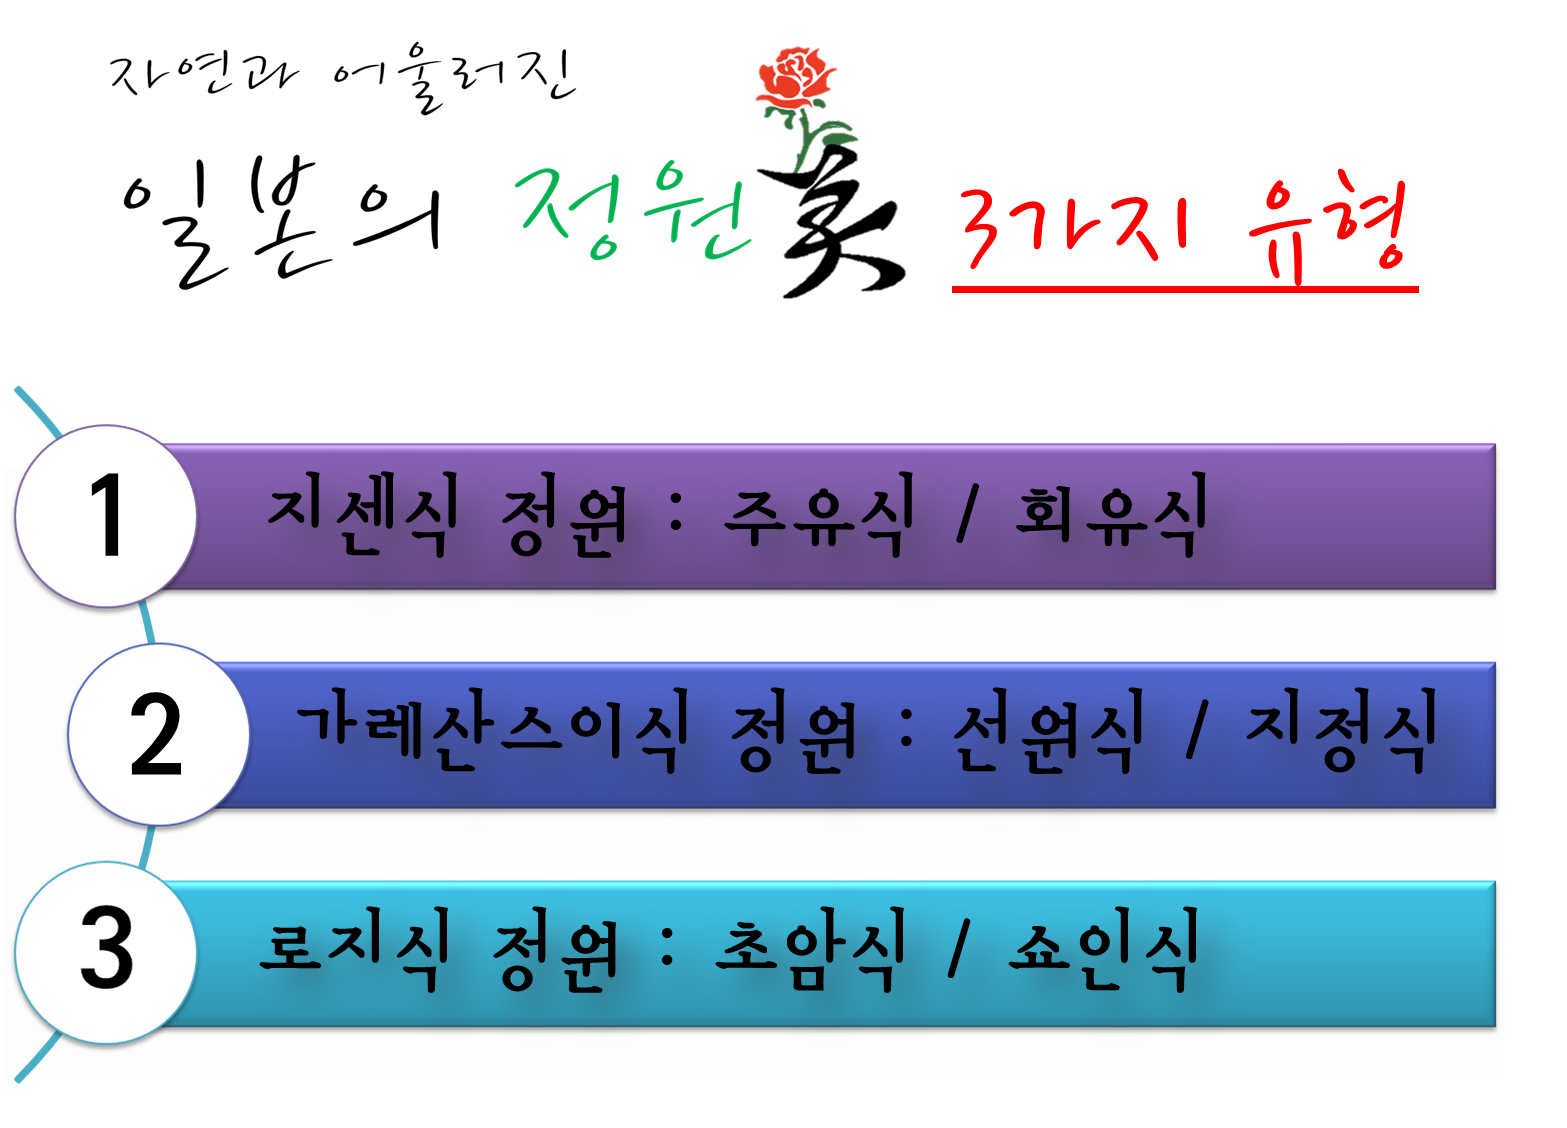 자연과 어울러진
일본의 정원美 3가지 유형
1 지센식 정원 : 주유식 / 회유식
2 가레산스이식 정원 : 선원식 / 지정식
3 로지식 정원 : 초암식 / 쇼인식